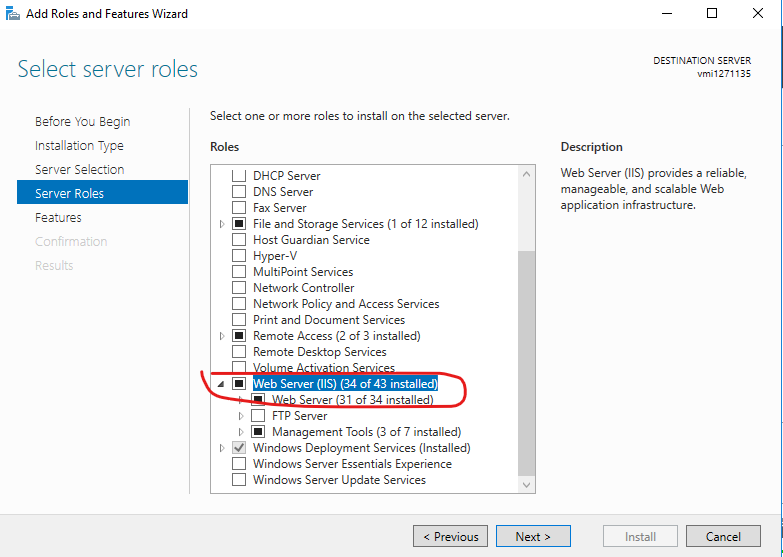 Add Roles and Features Wizard
Select server roles
DESTINATION SERVER
vmi1271135
Before You Begin
Installation Type
Server Selection
Server Roles
Features
Confirmation
Results
Select one or more roles to install on the selected server.
Roles
DHCP Server
DNS Server
Fax Server
File and Storage Services (1 of 12 installed)
Host Guardian Service
Hyper-V
MultiPoint Services
Network Controller
Network Policy and Access Services
Print and Document Services
Remote Access (2 of 3 installed)
Remote Desktop Services
Volume Activation Services
Web Server (IIS) (34 of 43 installed)
Web Server (31 of 34 installed)
FTP Server
Management Tools (3 of 7 installed)
Windows Deployment Services (Installed)
Windows Server Essentials Experience
Windows Server Update Services
Description
Web Server (IIS) provides a reliable,
manageable, and scalable Web
application infrastructure.
< Previous
Next >
Install
Cancel